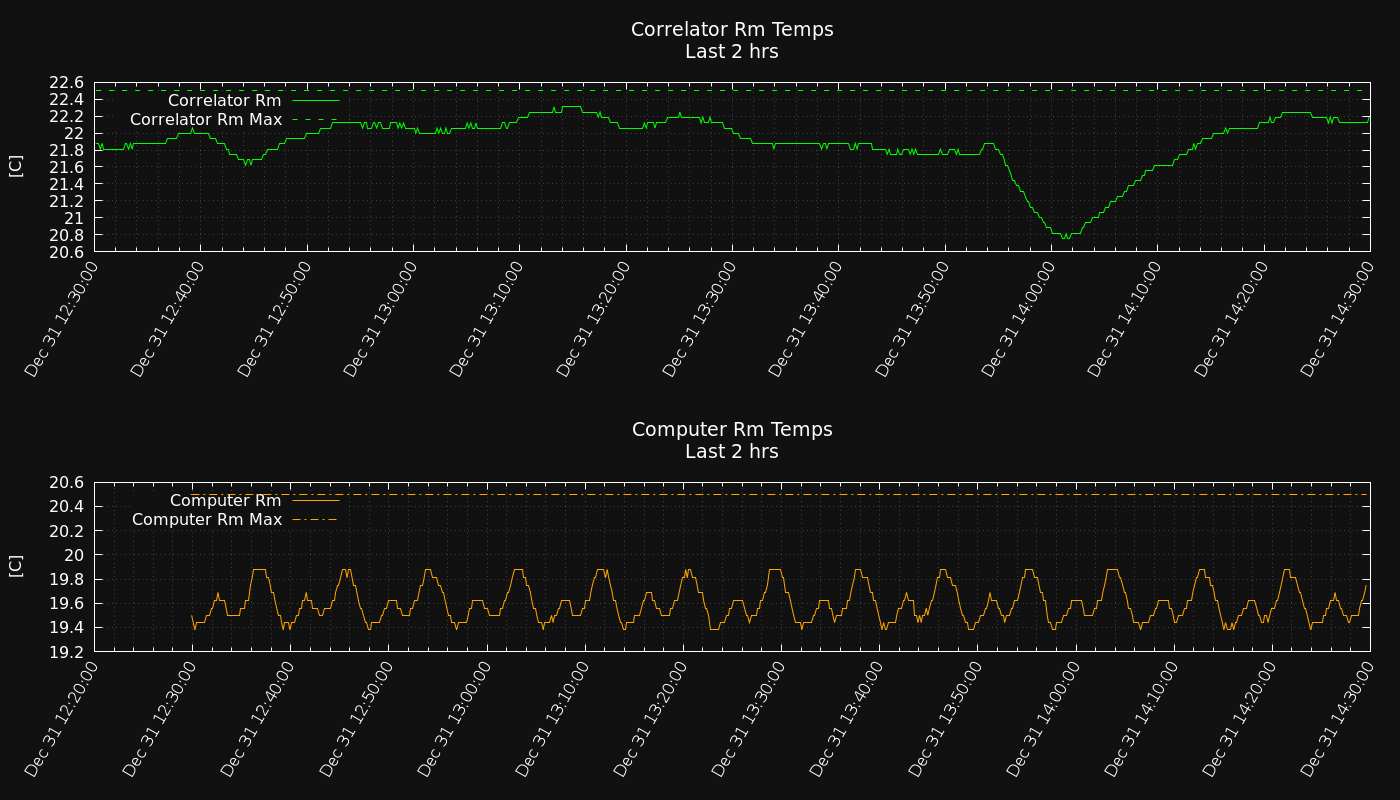 Correlator Rm Temps
Last 2 hrs
22.6
22.4
22.2
22
21.8
21.6
21.4
21.2
21
20.8
20.6
[C]
Correlator Rm
Correlator Rm Max
Dec 31 12:30:00
Dec 31 12:40:00
Dec 31 12:50:00
Dec 31 13:00:00
Dec 31 13:10:00
Dec 31 13:20:00
Dec 31 13:30:00
Dec 31 13:40:00
Dec 31 13:50:00
Dec 31 14:00:00
Dec 31 14:10:00
Dec 31 14:20:00
Dec 31 14:30:00
Computer Rm Temps
Last 2 hrs
20.6
20.4
20.2
20
19.8
19.6
19.4
19.2
[C]
Computer Rm
Computer Rm Max
Dec 31 12:20:00
Dec 31 12:30:00
Dec 31 12:40:00
Dec 31 12:50:00
Dec 31 13:00:00
Dec 31 13:10:00
Dec 31 13:20:00
Dec 31 13:30:00
Dec 31 13:40:00
Dec 31 13:50:00
Dec 31 14:00:00
Dec 31 14:10:00
Dec 31 14:20:00
Dec 31 14:30:00